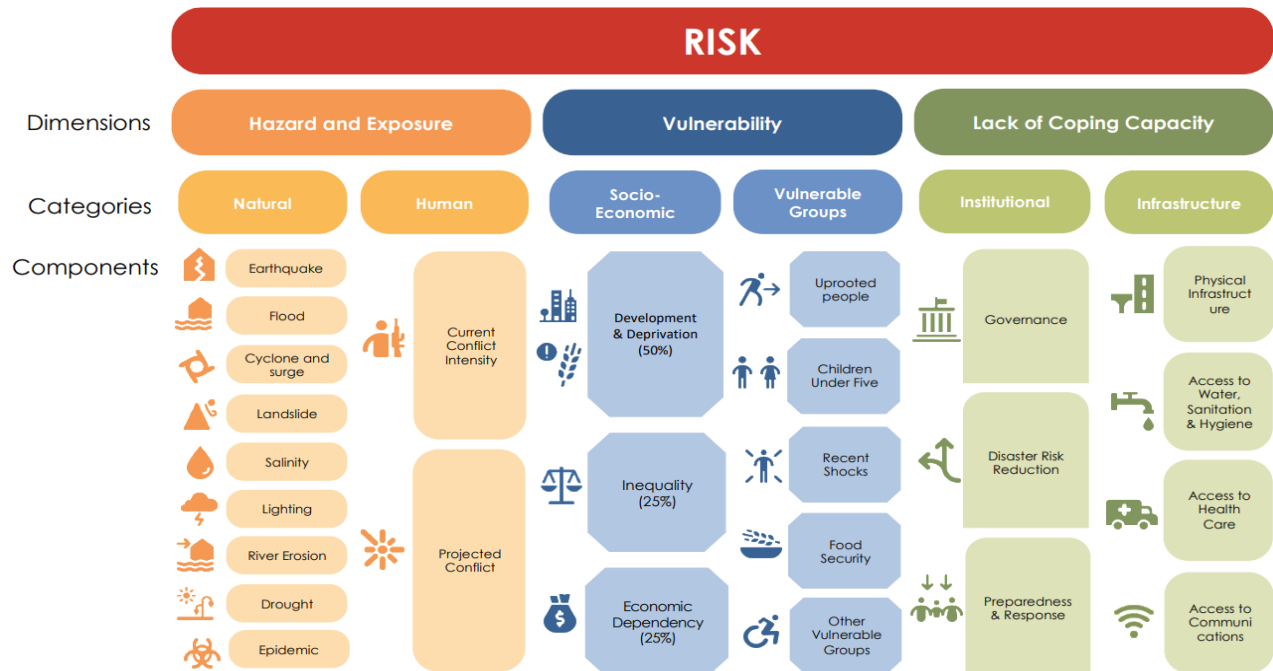 RISK
Dimensions
Hazard and Exposure
Vulnerability
Lack of Coping Capacity
Categories
Natural
Human
Socio-
Economic
Vulnerable
Groups
Institutional
Infrastructure
Components
Earthquake
Flood
Cyclone and
surge
Landslide
Salinity
Lighting
River Erosion
Drought
Epidemic
Current
Conflict
Intensity
Projected
Conflict
Development
& Deprivation
(50%)
Inequality
(25%)
Economic
Dependency
(25%)
Uprooted
people
Children
Under Five
Recent
Shocks
Food
Security
Other
Vulnerable
Groups
Governance
Disaster Risk
Reduction
Preparedness
& Response
Physical
Infrastruct
ure
Access to
Water,
Sanitation
& Hygiene
Access to
Health
Care
Access to
Communi
cations